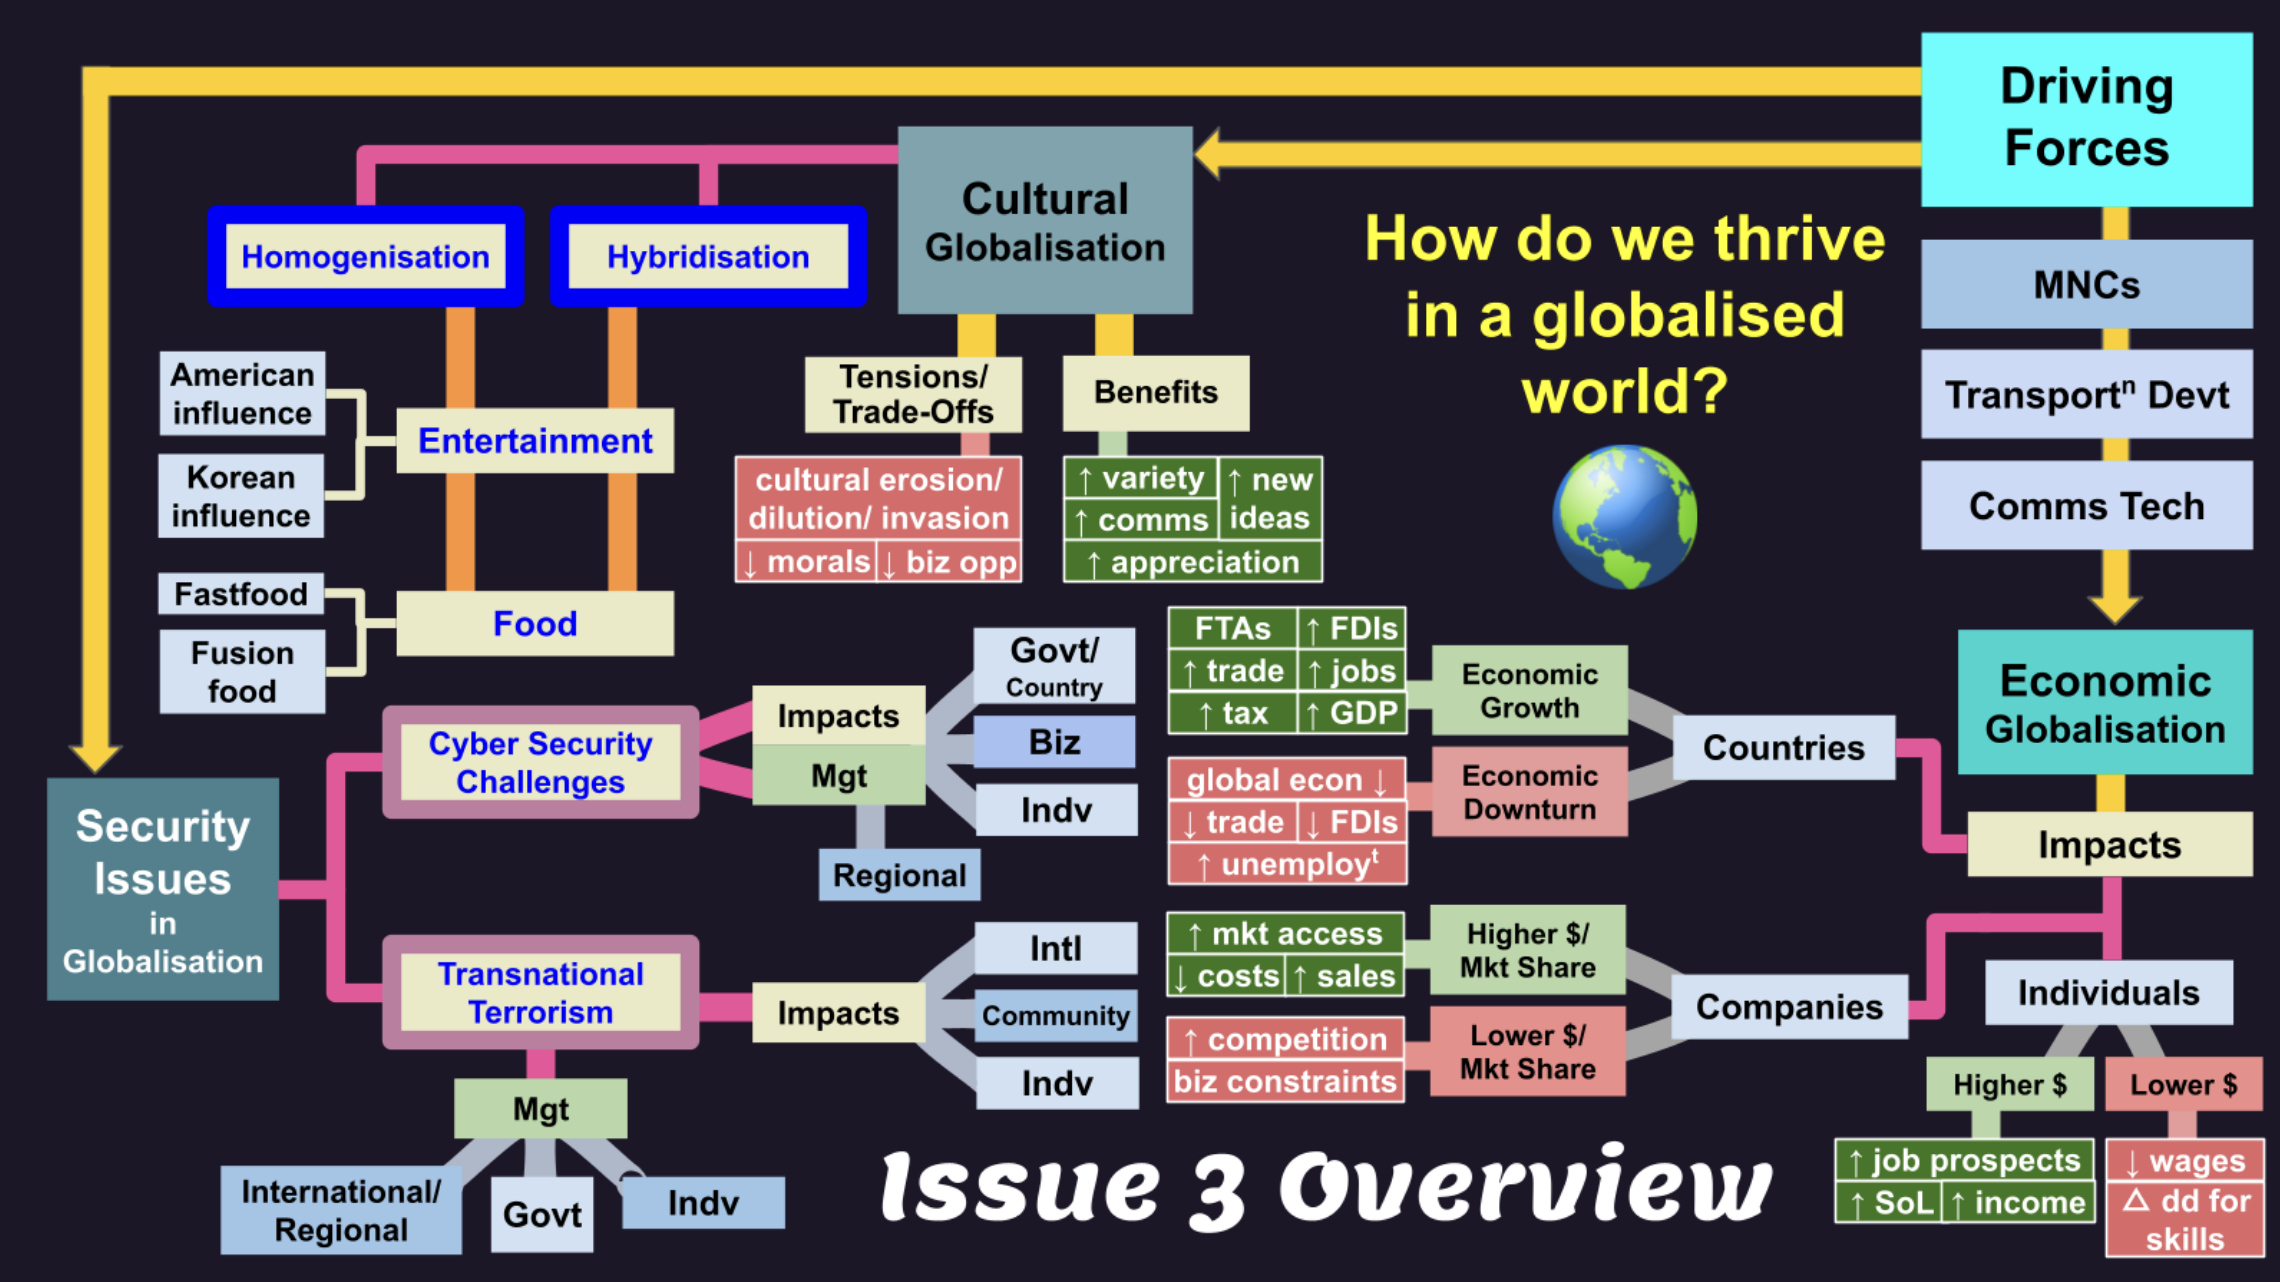 Driving
Forces
MNCs
Transportⁿ Devt
Comms Tech
Cultural
Globalisation
Homogenisation
Hybridisation
American
influence
Korean
influence
Entertainment
Fastfood
Fusion
food
Food
Tensions/
Trade-Offs
cultural erosion/
dilution/ invasion
↓ morals
↓ biz opp
Benefits
↑ variety
↑ comms
↑ new
ideas
↑ appreciation
How do we thrive
in a globalised
world?
Economic
Globalisation
Impacts
Countries
Economic
Growth
FTAs
↑ FDIs
↑ trade
↑ jobs
↑ tax
↑ GDP
Economic
Downturn
global econ ↓
↓ trade
↓ FDIs
↑ unemployᵗ
Companies
Higher $/
Mkt Share
↑ mkt access
↓ costs
↑ sales
Lower $/
Mkt Share
↑ competition
biz constraints
Individuals
Higher $
↑ job prospects
↑ SoL
↑ income
Lower $
↓ wages
△ dd for
skills
Security
Issues
in
Globalisation
Cyber Security
Challenges
Impacts
Mgt
Govt/
Country
Biz
Indv
Regional
Transnational
Terrorism
Impacts
Intl
Community
Indv
Mgt
International/
Regional
Govt
Indv
Issue 3 Overview